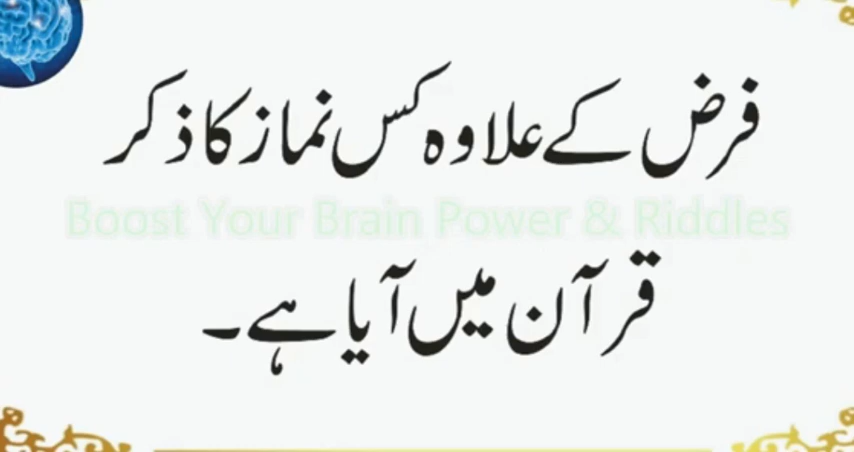 فرض کے علاوہ کس نماز کا ذکر
Boost Your Brain Power & Riddles
قرآن میں آیا ہے۔